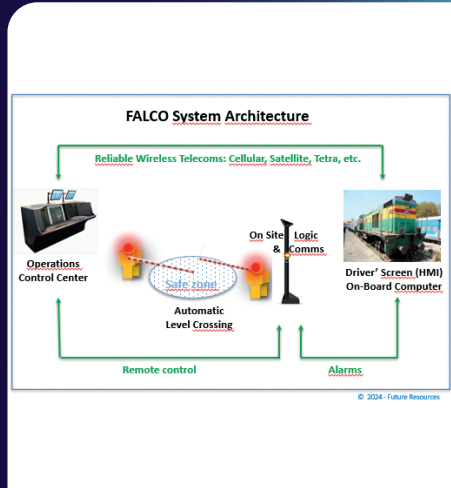 FALCO System Architecture
Reliable Wireless Telecoms: Cellular, Satellite, Tetra, etc.
On Site Logic
& Comms
Operations
Control Center
Safe zone
Driver' Screen (HMI)
On-Board Computer
Automatic
Level Crossing
Remote control
Alarms
© 2024 - Future Resources